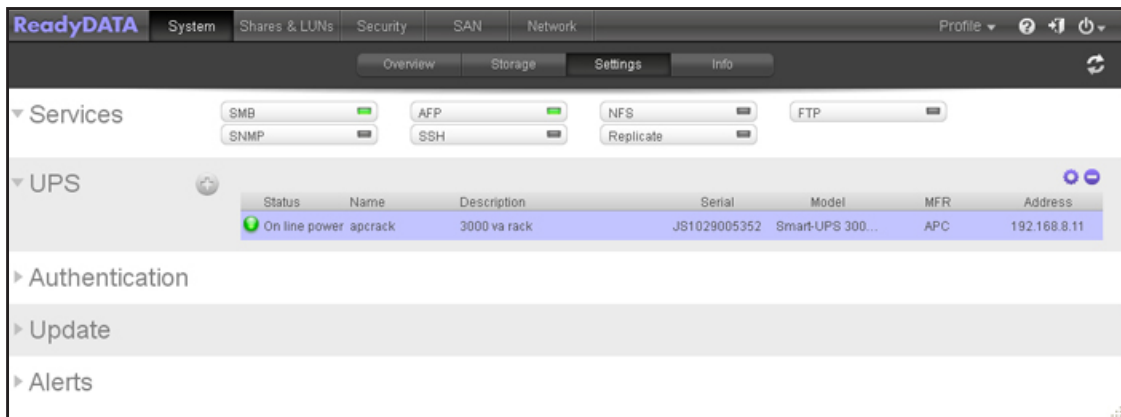 ReadyDATA System Shares & LUNs Security SAN Network Profile
Overview Storage Settings Info
Services SMB AFP NFS FTP
SNMP SSH Replicate
UPS
Status Name Description Serial Model MFR Address
On line power apcrack 3000 va rack JS1029005352 Smart-UPS 300... APC 192.168.8.11
Authentication
Update
Alerts